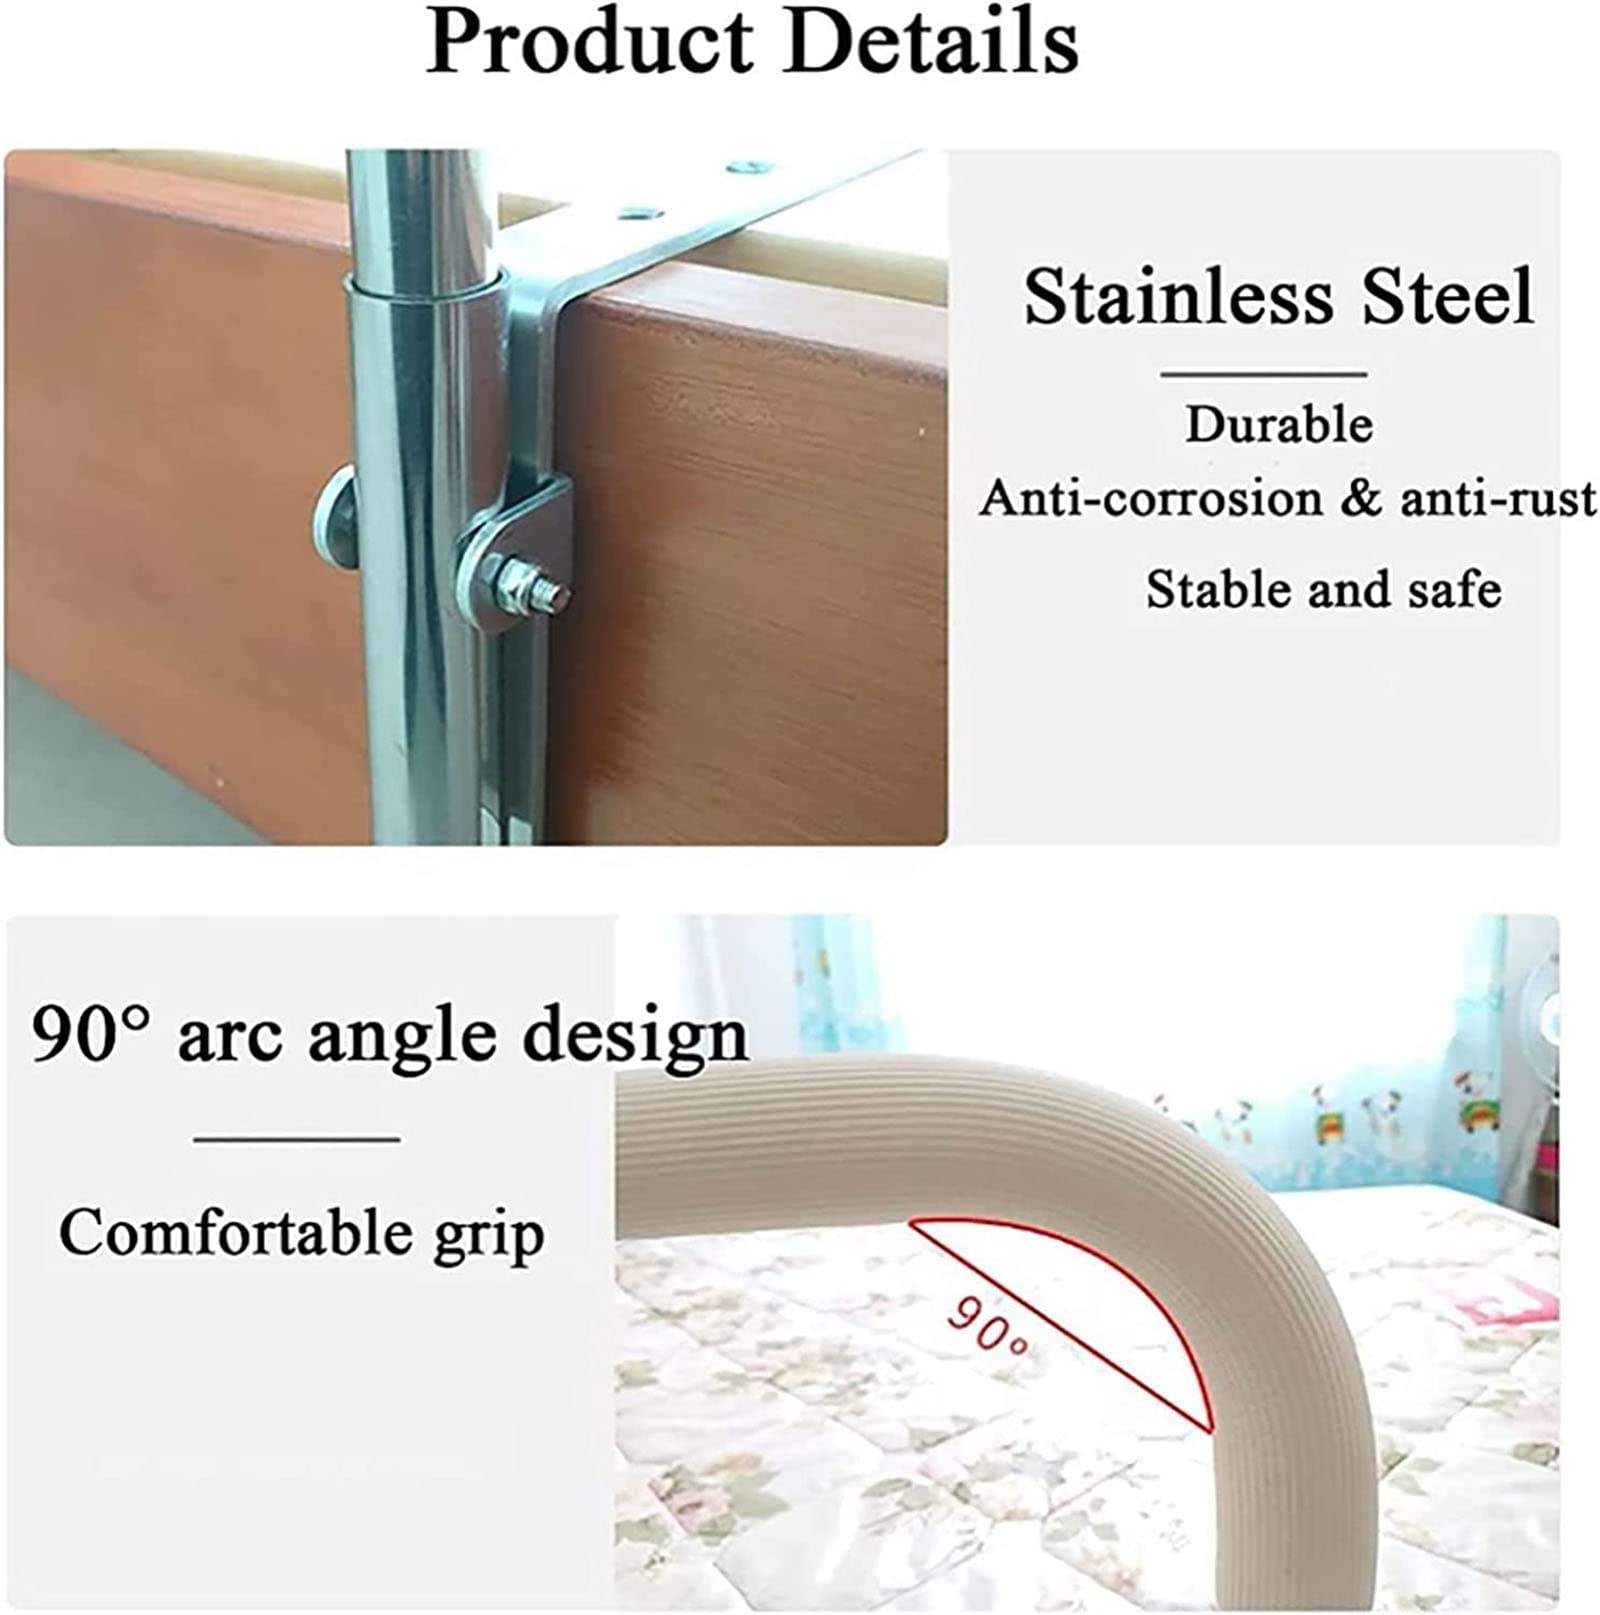 Product Details
Stainless Steel
Durable
Anti-corrosion & anti-rust
Stable and safe
90° arc angle design
Comfortable grip
90°